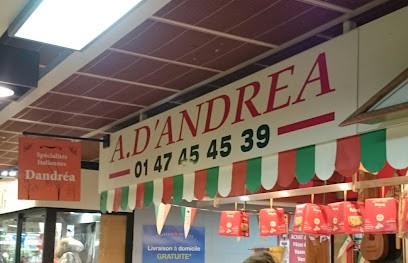 A. D'ANDREA
01 47 45 45 39
Spécialités
Italiennes
Dandréa
Livraison à domicile
GRATUITE*